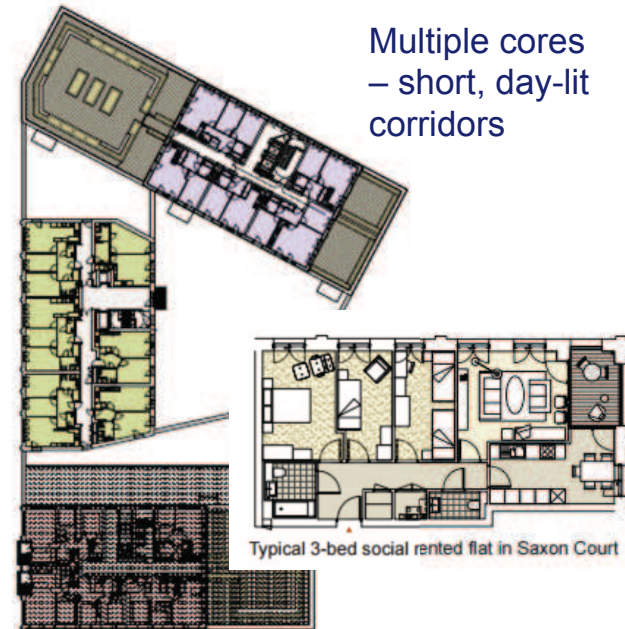 Multiple cores
– short, day-lit
corridors
Typical 3-bed social rented flat in Saxon Court